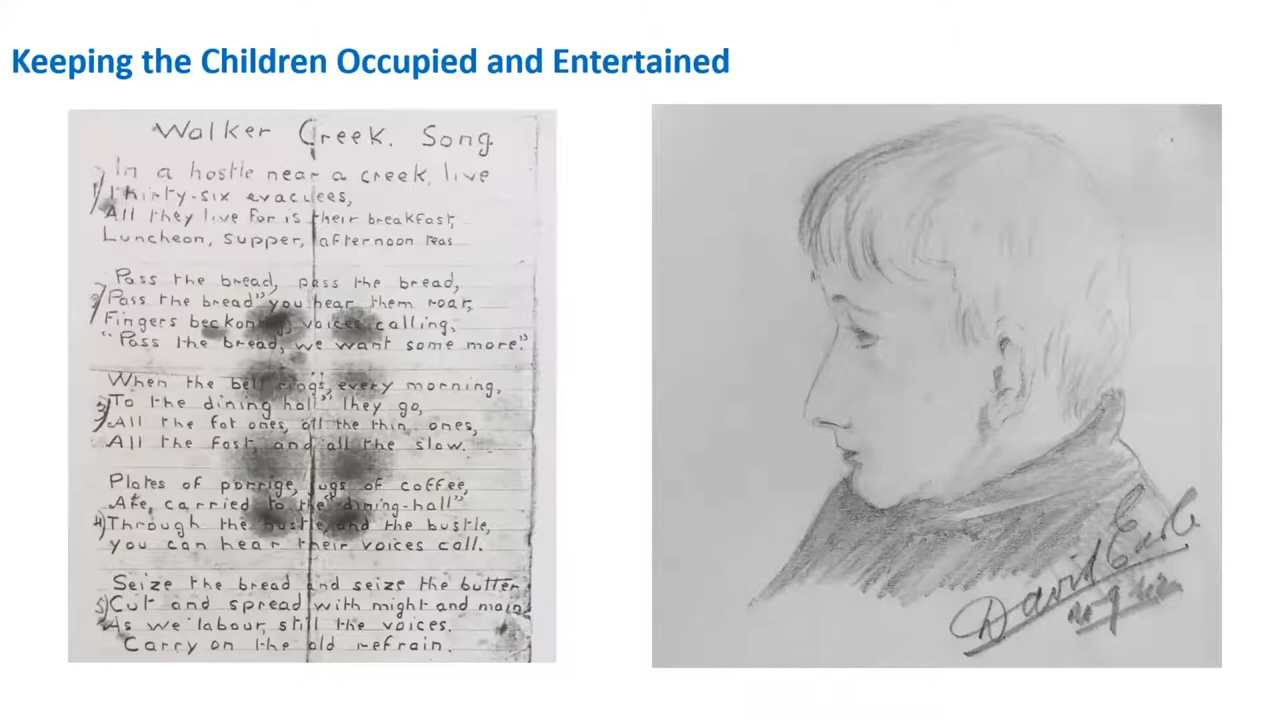 Keeping the Children Occupied and Entertained
Walker Creek. Song.
1) In a hostle near a creek, live
thirty-six evacuees,
All they live for is their breakfast,
Luncheon, supper, afternoon teas
2) Pass the bread, pass the bread,
Pass the bread" you hear them roar,
Fingers beckoning, voices calling,
"Pass the bread, we want some more."
3) When the bell rings, every morning,
To the dining hall" they go,
All the fat ones, all the thin ones,
All the fast, and all the slow.
4) Plates of porrige, jugs of coffee,
Are, carried to the "dining-hall"
Through the hustle, and the bustle,
you can hear their voices call.
5) Seize the bread and seize the butter
Cut and spread with might and main,
As we labour, still the voices.
Carry on the old refrain.
David